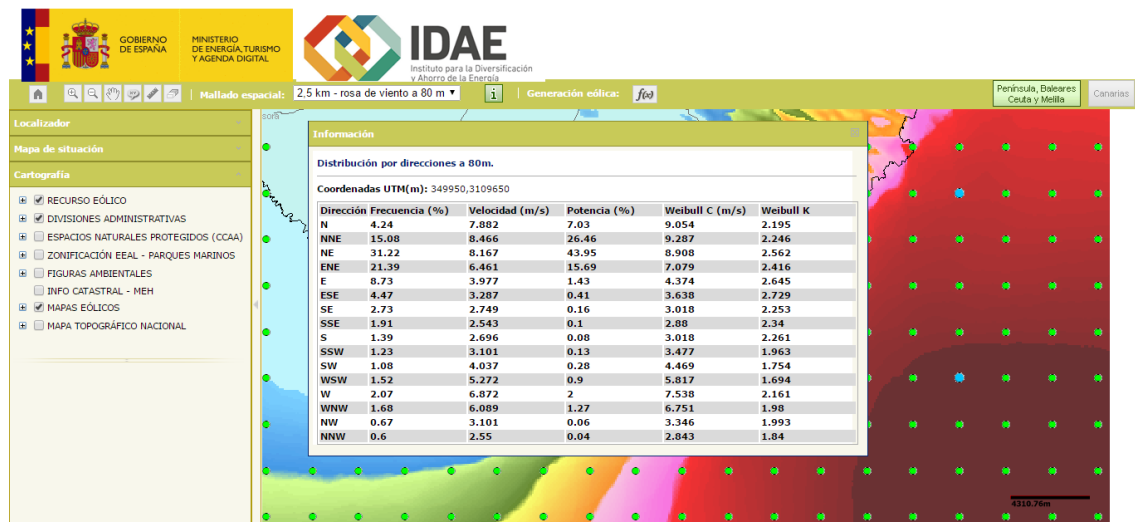 GOBIERNO
DE ESPAÑA
MINISTERIO
DE ENERGÍA, TURISMO
Y AGENDA DIGITAL
IDAE
Instituto para la Diversificación
y Ahorro de la Energía
Mallado espacial: 2,5 km - rosa de viento a 80 m i Generación eólica: f(x)
Península, Baleares
Ceuta y Melilla
Canarias
Localizador
Mapa de situación
Cartografía
RECURSO EÓLICO
DIVISIONES ADMINISTRATIVAS
ESPACIOS NATURALES PROTEGIDOS (CCAA)
ZONIFICACIÓN EEAL - PARQUES MARINOS
FIGURAS AMBIENTALES
INFO CATASTRAL - MEH
MAPAS EÓLICOS
MAPA TOPOGRÁFICO NACIONAL
sora
Información
Distribución por direcciones a 80m.
Coordenadas UTM(m): 349950,3109650
Dirección Frecuencia (%) Velocidad (m/s) Potencia (%) Weibull C (m/s) Weibull K
N 4.24 7.882 7.03 9.054 2.195
NNE 15.08 8.466 26.46 9.287 2.246
NE 31.22 8.167 43.95 8.908 2.562
ENE 21.39 6.461 15.69 7.079 2.416
E 8.73 3.977 1.43 4.374 2.645
ESE 4.47 3.287 0.41 3.638 2.729
SE 2.73 2.749 0.16 3.018 2.253
SSE 1.91 2.543 0.1 2.88 2.34
S 1.39 2.696 0.08 3.018 2.261
SSW 1.23 3.101 0.13 3.477 1.963
SW 1.08 4.037 0.28 4.469 1.754
WSW 1.52 5.272 0.9 5.817 1.694
W 2.07 6.872 2 7.538 2.161
WNW 1.68 6.089 1.27 6.751 1.98
NW 0.67 3.101 0.06 3.346 1.993
NNW 0.6 2.55 0.04 2.843 1.84
4310.76m